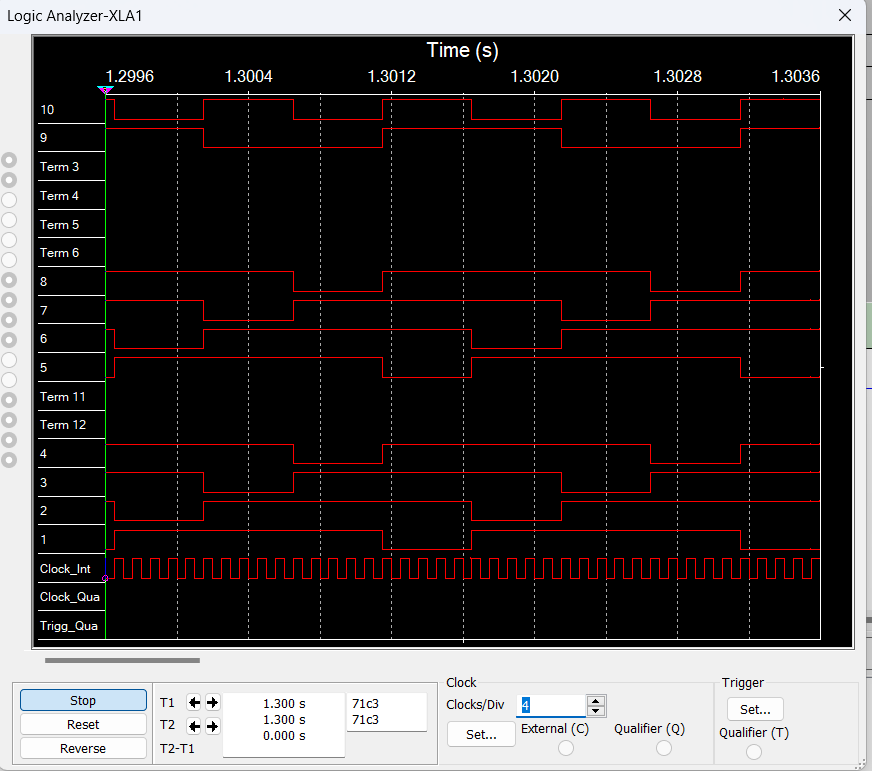 Logic Analyzer-XLA1
Time (s)
1.2996 1.3004 1.3012 1.3020 1.3028 1.3036
10
9
Term 3
Term 4
Term 5
Term 6
8
7
6
5
Term 11
Term 12
4
3
2
1
Clock_Int
Clock_Qua
Trigg_Qua
Stop
Reset
Reverse
T1 1.300 s 71c3
T2 1.300 s 71c3
T2-T1 0.000 s
Clock
Clocks/Div 4
Set... External (C) Qualifier (Q)
Trigger
Set...
Qualifier (T)